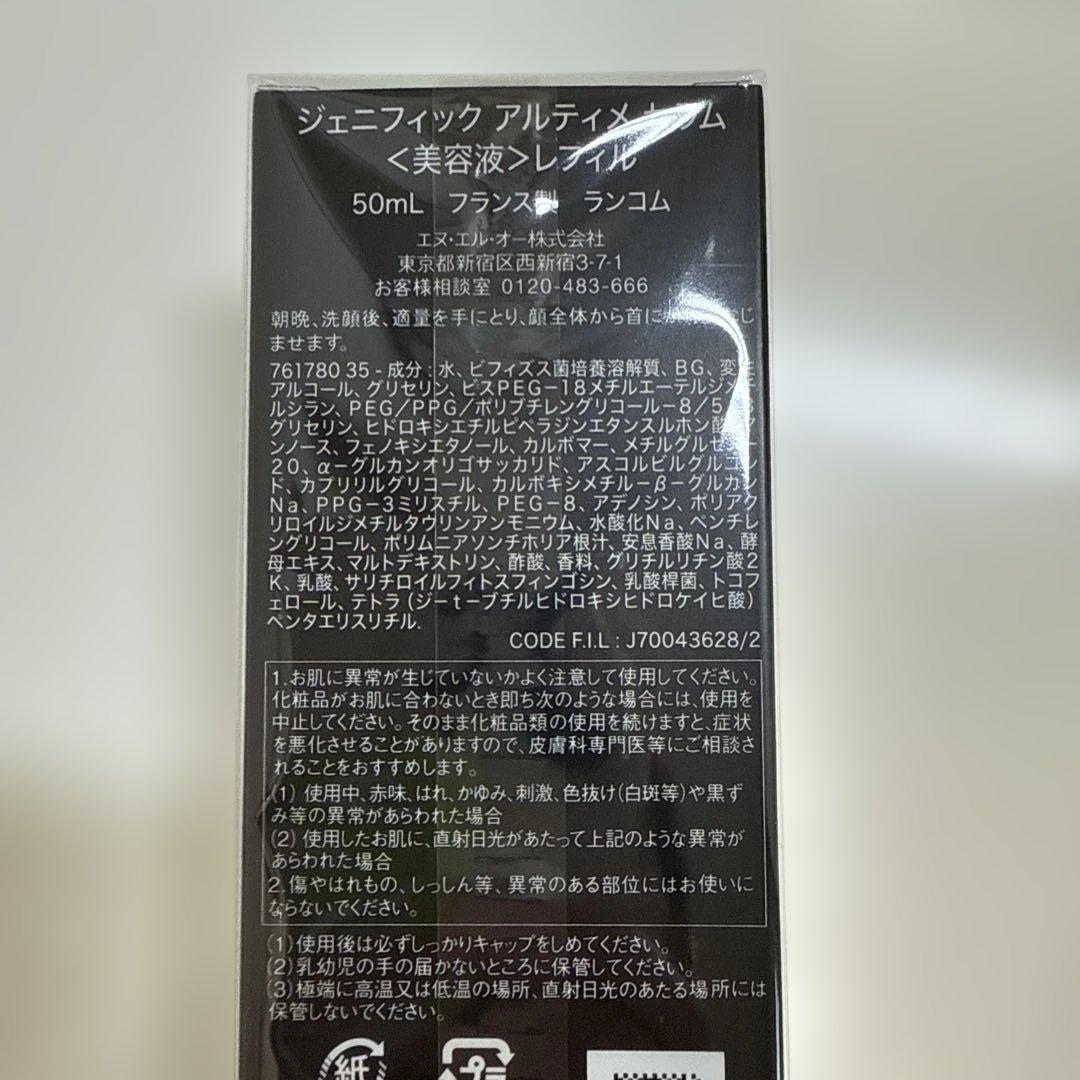 ジェニフィック アルティメ セラム
＜美容液＞レフィル
50mL フランス製 ランコム
エヌ・エル・オー株式会社
東京都新宿区西新宿3-7-1
お客様相談室 0120-483-666
朝晩、洗顔後、適量を手にとり、顔全体から首に じ
ませます。
761780 35 - 成分 : 水、ビフィズス菌培養溶解質、BG、変性
アルコール、グリセリン、ビスPEG－18メチルエーテルジメチ
ルシラン、PEG／PPG／ポリブチレングリコール－8／5／3
グリセリン、ヒドロキシエチルピペラジンエタンスルホン酸、マ
ンノース、フェノキシエタノール、カルボマー、メチルグルセス－
20、α－グルカンオリゴサッカリド、アスコルビルグルコシ
ド、カプリリルグリコール、カルボキシメチル－β－グルカン
Na、PPG－3ミリスチル、PEG－8、アデノシン、ポリアク
リロイルジメチルタウリンアンモニウム、水酸化Na、ペンチレ
ングリコール、ポリムニアソンチホリア根汁、安息香酸Na、酵
母エキス、マルトデキストリン、酢酸、香料、グリチルリチン酸2
K、乳酸、サリチロイルフィトスフィンゴシン、乳酸桿菌、トコフ
ェロール、テトラ（ジ－t－ブチルヒドロキシヒドロケイヒ酸）
ペンタエリスリチル.
CODE F.I.L : J70043628/2
1.お肌に異常が生じていないかよく注意して使用してください。
化粧品がお肌に合わないとき即ち次のような場合には、使用を
中止してください。そのまま化粧品類の使用を続けますと、症状
を悪化させることがありますので、皮膚科専門医等にご相談さ
れることをおすすめします。
(1) 使用中、赤味、はれ、かゆみ、刺激、色抜け(白斑等)や黒ず
み等の異常があらわれた場合
(2) 使用したお肌に、直射日光があたって上記のような異常が
あらわれた場合
2.傷やはれもの、しっしん等、異常のある部位にはお使いに
ならないでください。
(1)使用後は必ずしっかりキャップをしめてください。
(2)乳幼児の手の届かないところに保管してください。
(3)極端に高温又は低温の場所、直射日光のあたる場所には
保管しないでください。
紙
プラ